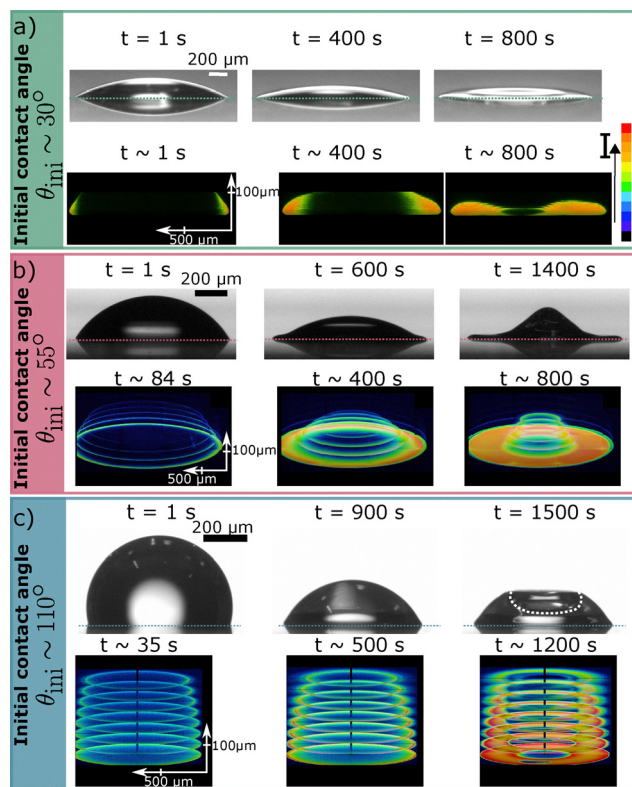 a)
Initial contact angle
θini ~ 30°
t = 1 s
t = 400 s
t = 800 s
200 μm
t ~ 1 s
t ~ 400 s
t ~ 800 s
I
100μm
500 μm
b)
Initial contact angle
θini ~ 55°
t = 1 s
t = 600 s
t = 1400 s
200 μm
t ~ 84 s
t ~ 400 s
t ~ 800 s
100μm
500 μm
c)
Initial contact angle
θini ~ 110°
t = 1 s
t = 900 s
t = 1500 s
200 μm
t ~ 35 s
t ~ 500 s
t ~ 1200 s
100μm
500 μm